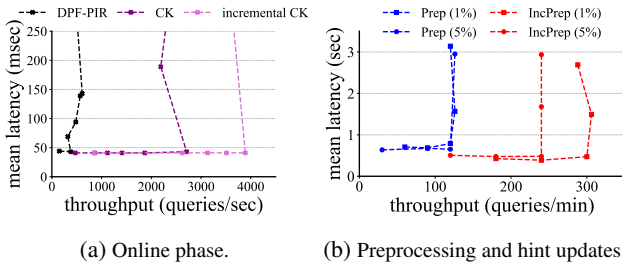 DPF-PIR CK incremental CK
mean latency (msec)
250
200
150
100
50
0
0 1000 2000 3000 4000
throughput (queries/sec)
(a) Online phase.
Prep (1%) IncPrep (1%)
Prep (5%) IncPrep (5%)
mean latency (sec)
3
2
1
0
100 200 300
throughput (queries/min)
(b) Preprocessing and hint updates